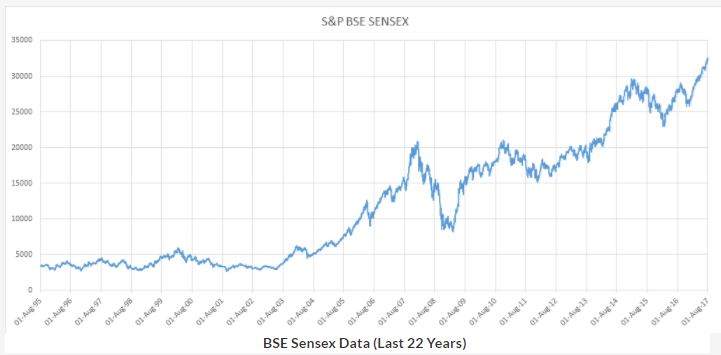 S&P BSE SENSEX
35000
30000
25000
20000
15000
10000
5000
0
01-Aug-95
01-Aug-96
01-Aug-97
01-Aug-98
01-Aug-99
01-Aug-00
01-Aug-01
01-Aug-02
01-Aug-03
01-Aug-04
01-Aug-05
01-Aug-06
01-Aug-07
01-Aug-08
01-Aug-09
01-Aug-10
01-Aug-11
01-Aug-12
01-Aug-13
01-Aug-14
01-Aug-15
01-Aug-16
01-Aug-17
BSE Sensex Data (Last 22 Years)